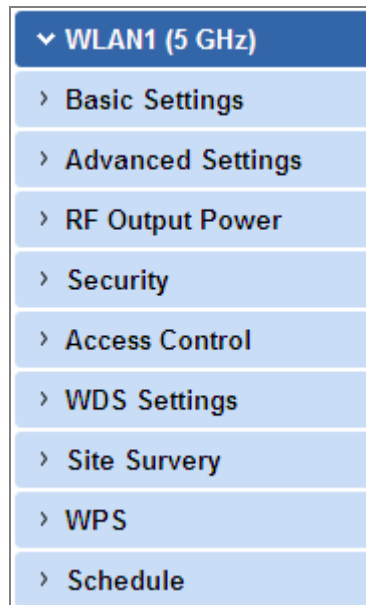 WLAN1 (5 GHz)
Basic Settings
Advanced Settings
RF Output Power
Security
Access Control
WDS Settings
Site Survery
WPS
Schedule